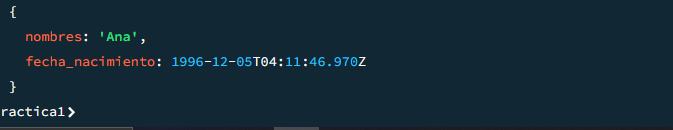 {
nombres: 'Ana',
fecha_nacimiento: 1996-12-05T04:11:46.970Z
}
ractica1>